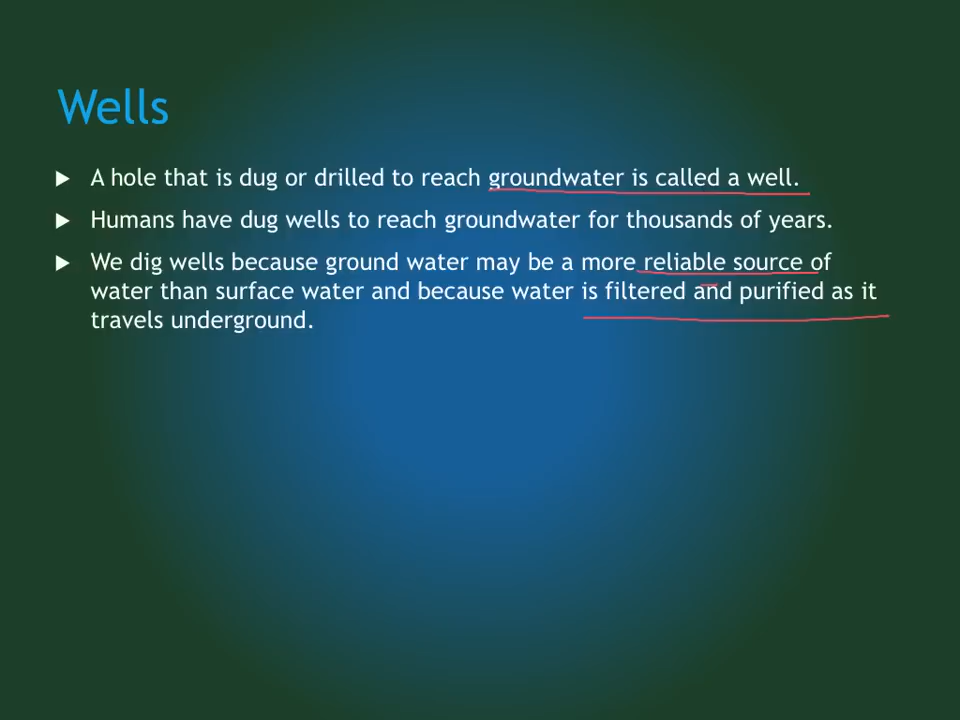 Wells
A hole that is dug or drilled to reach groundwater is called a well.
Humans have dug wells to reach groundwater for thousands of years.
We dig wells because ground water may be a more reliable source of
water than surface water and because water is filtered and purified as it
travels underground.